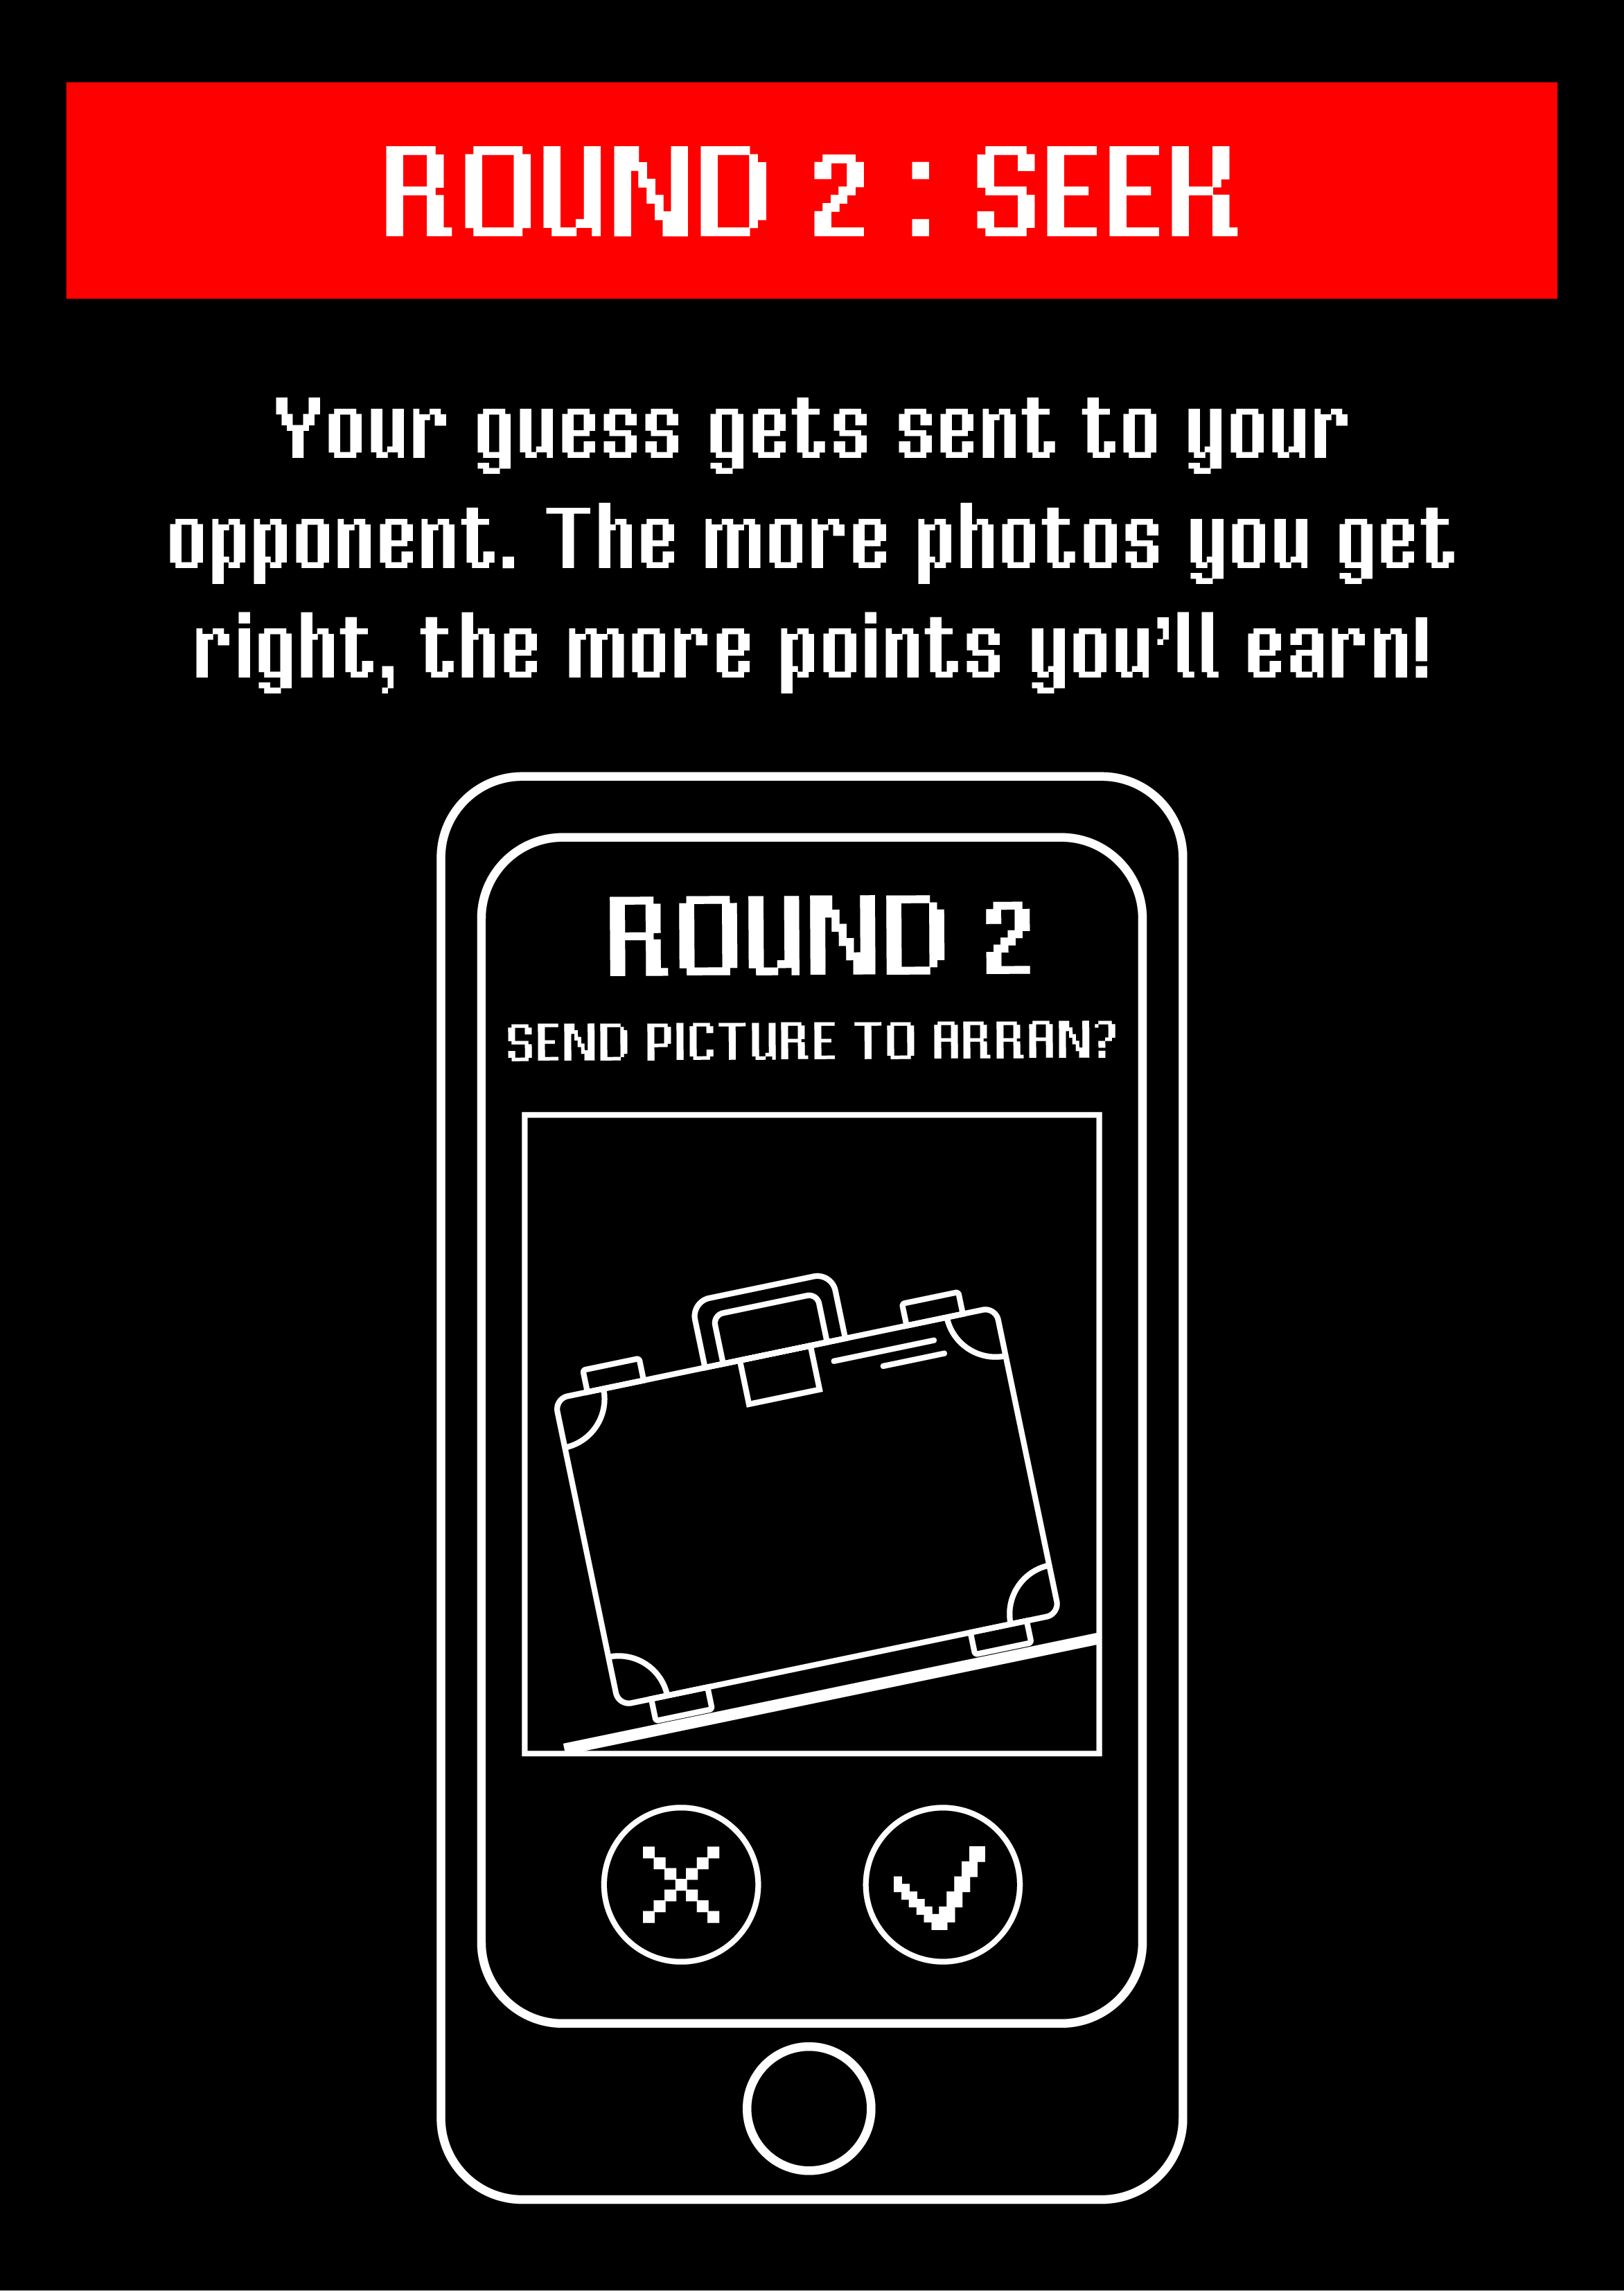 ROUND 2 : SEEK
Your guess gets sent to your
opponent. The more photos you get
right, the more points you'll earn!
ROUND 2
SEND PICTURE TO ARRAN?